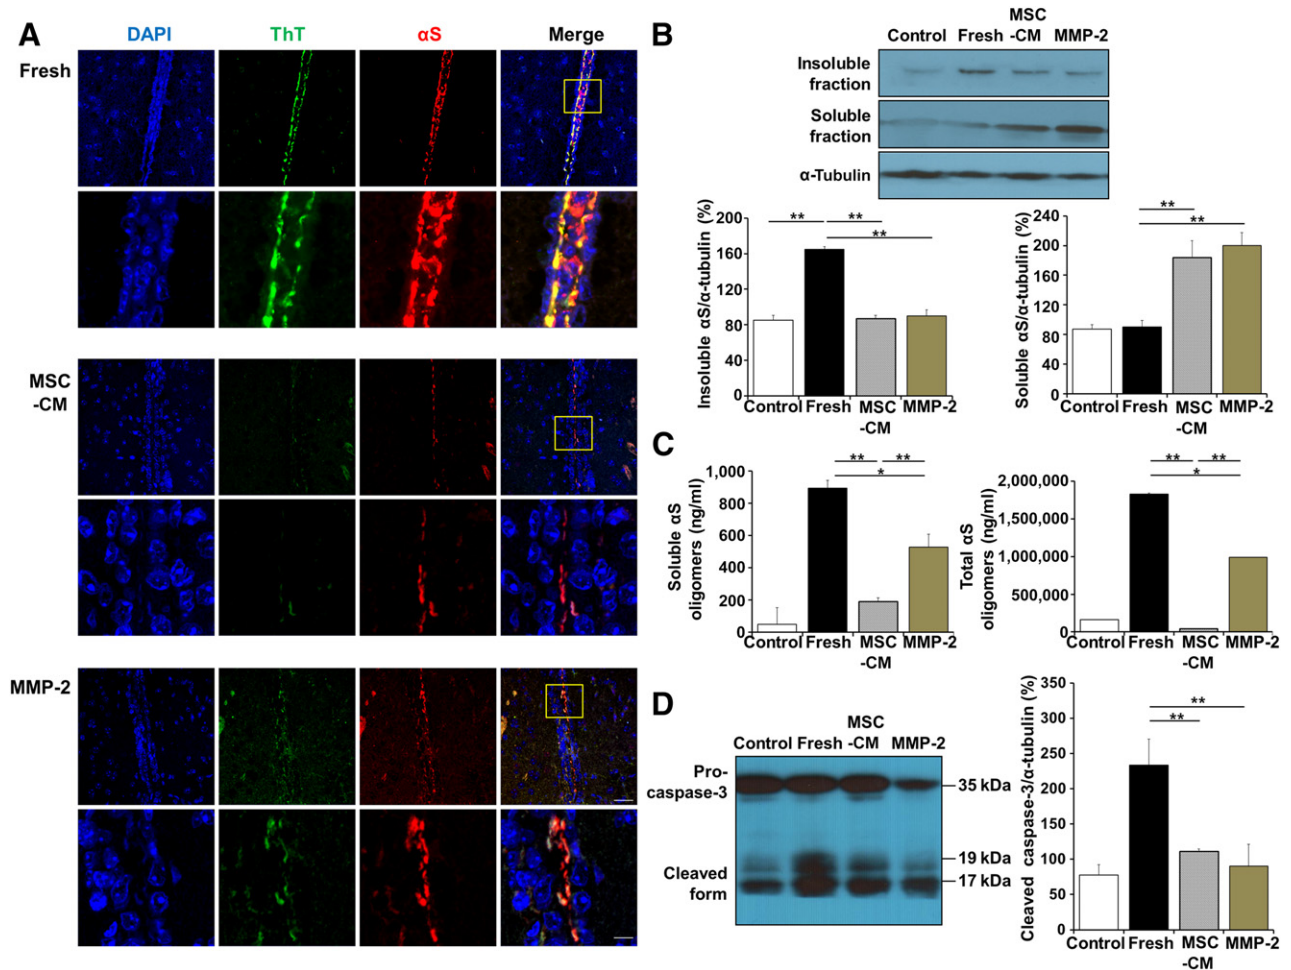 A
DAPI ThT αS Merge
Fresh
MSC
-CM
MMP-2
B
Control Fresh MSC
-CM MMP-2
Insoluble
fraction
Soluble
fraction
α-Tubulin
Insoluble αS/α-tubulin (%)
200
160
120
80
40
0
** **
**
Control Fresh MSC
-CM MMP-2
Soluble αS/α-tubulin (%)
240
200
160
120
80
40
0
**
**
Control Fresh MSC
-CM MMP-2
C
Soluble αS
oligomers (ng/ml)
1,000
800
600
400
200
0
** **
*
Control Fresh MSC
-CM MMP-2
Total αS
oligomers (ng/ml)
2,000,000
1,500,000
1,000,000
500,000
0
** **
*
Control Fresh MSC
-CM MMP-2
D
Control Fresh MSC
-CM MMP-2
Pro-
caspase-3
35 kDa
19 kDa
Cleaved
form
17 kDa
Cleaved caspase-3/α-tubulin (%)
350
300
250
200
150
100
50
0
**
**
Control Fresh MSC
-CM MMP-2